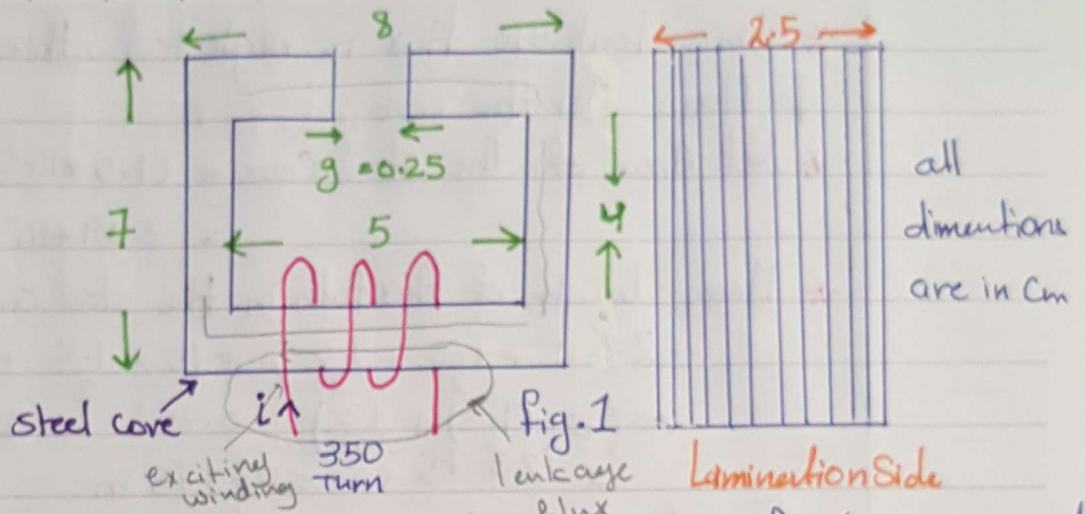 8
2.5
g = 0.25
all
7
5
4
dimentions
are in Cm
steel core
i
fig. 1
exciting
winding
350
Turn
leakage
flux
Lamination Side